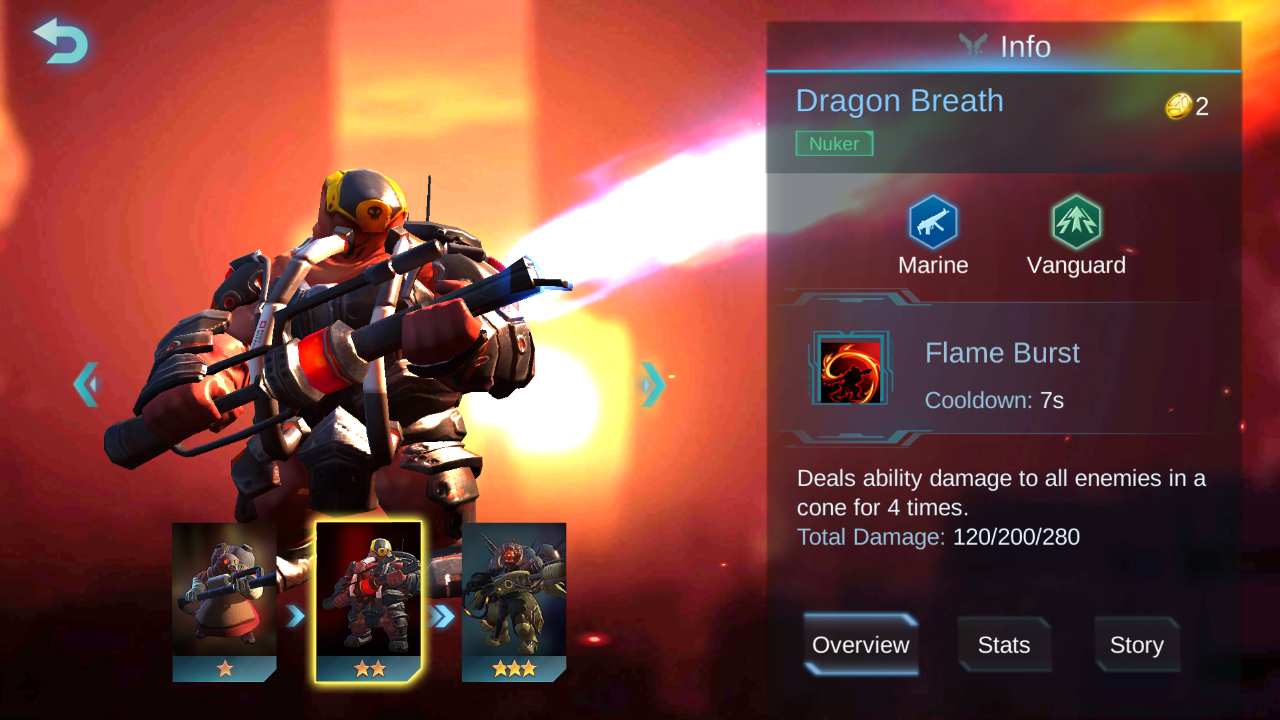 Info
Dragon Breath
2
Nuker
Marine
Vanguard
Flame Burst
Cooldown: 7s
Deals ability damage to all enemies in a
cone for 4 times.
Total Damage: 120/200/280
Overview
Stats
Story